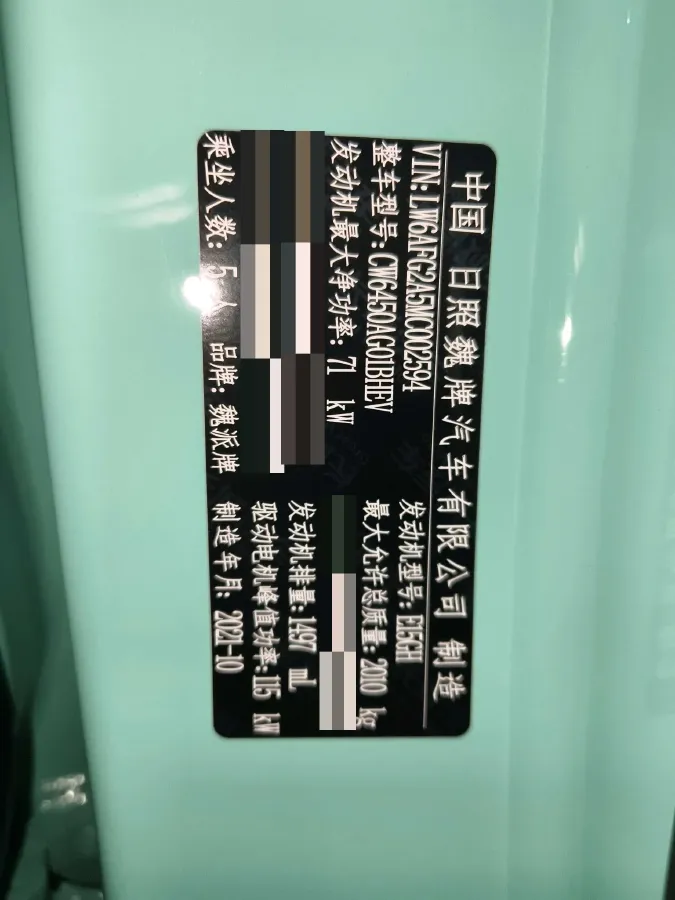 中国 日照魏牌汽车有限公司 制造
VIN:LW6AFG2A5MC002594
发动机型号:E15GH
整车型号:CW6450AG01BHEV
最大允许总质量:2010 kg
发动机最大净功率: 71 kW
发动机排量:1497 mL
驱动电机峰值功率:115 kW
乘坐人数: 5 人 品牌: 魏派牌
制造年月: 2021-10